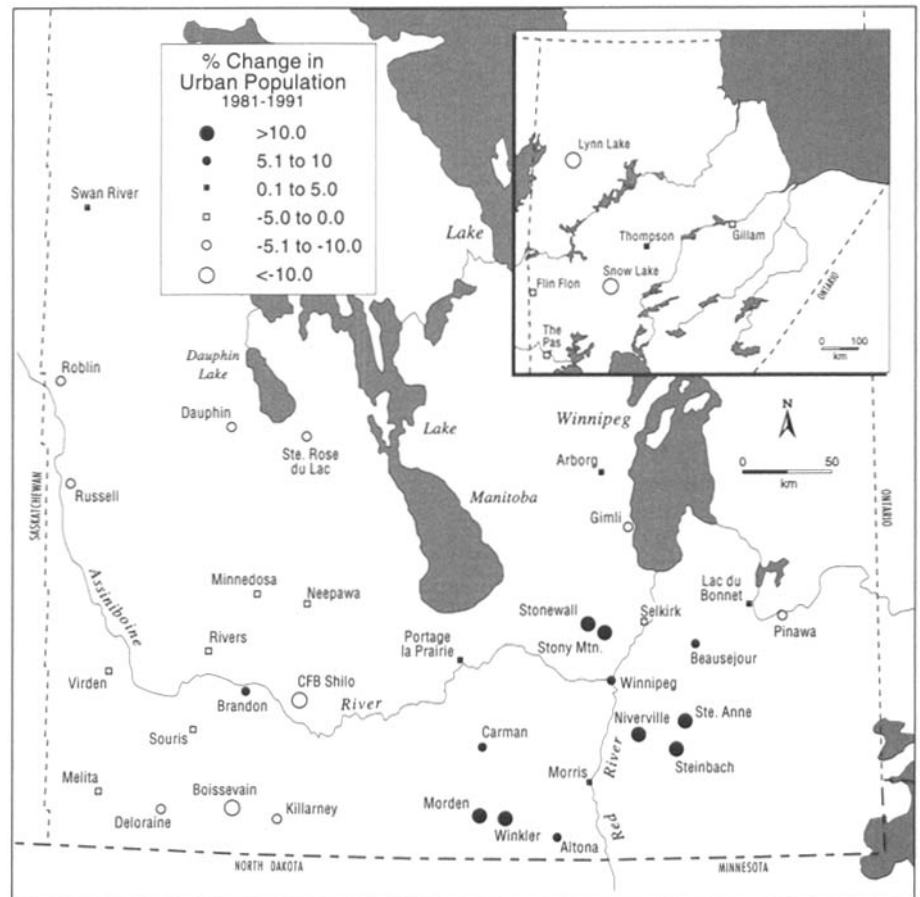 % Change in
Urban Population
1981-1991
>10.0
5.1 to 10
0.1 to 5.0
-5.0 to 0.0
-5.1 to -10.0
<-10.0
Lynn Lake
Thompson
Gillam
Flin Flon
Snow Lake
The
Pas
ONTARIO
0 100
km
Swan River
Lake
Roblin
Dauphin
Lake
Dauphin
Ste. Rose
du Lac
Lake
Winnipeg
N
0 50
km
Arborg
Russell
Manitoba
Gimli
SASKATCHEWAN
ONTARIO
Assiniboine
Minnedosa
Neepawa
Lac du
Bonnet
Stonewall
Selkirk
Pinawa
Stony Mtn.
Rivers
Portage
la Prairie
Beausejour
Virden
CFB Shilo
Winnipeg
Brandon
River
Niverville
Ste. Anne
Souris
Carman
River
Steinbach
Melita
Morris
Boissevain
Morden
Red
Deloraine
Killarney
Winkler
Altona
NORTH DAKOTA
MINNESOTA